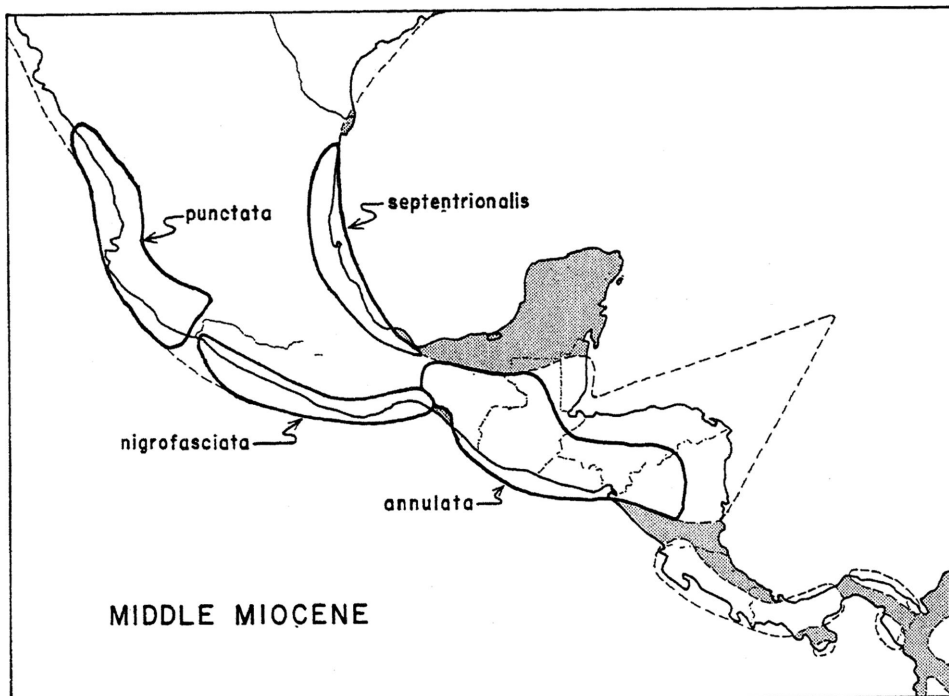 punctata
septentrionalis
nigrofasciata
annulata
MIDDLE MIOCENE